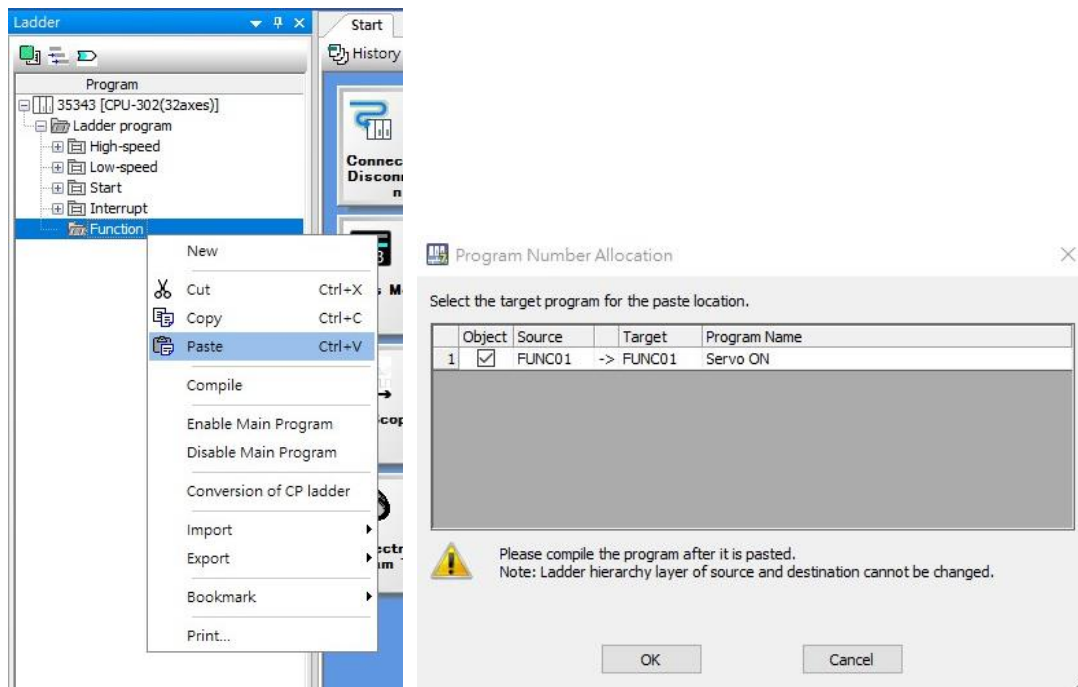 Ladder
Start
History
Program
35343 [CPU-302(32axes)]
Ladder program
High-speed
Low-speed
Start
Interrupt
Function
New
Cut Ctrl+X
Copy Ctrl+C
Paste Ctrl+V
Compile
Enable Main Program
Disable Main Program
Conversion of CP ladder
Import
Export
Bookmark
Print...
Program Number Allocation
Select the target program for the paste location.
Object Source Target Program Name
1 FUNC01 -> FUNC01 Servo ON
Please compile the program after it is pasted.
Note: Ladder hierarchy layer of source and destination cannot be changed.
OK Cancel